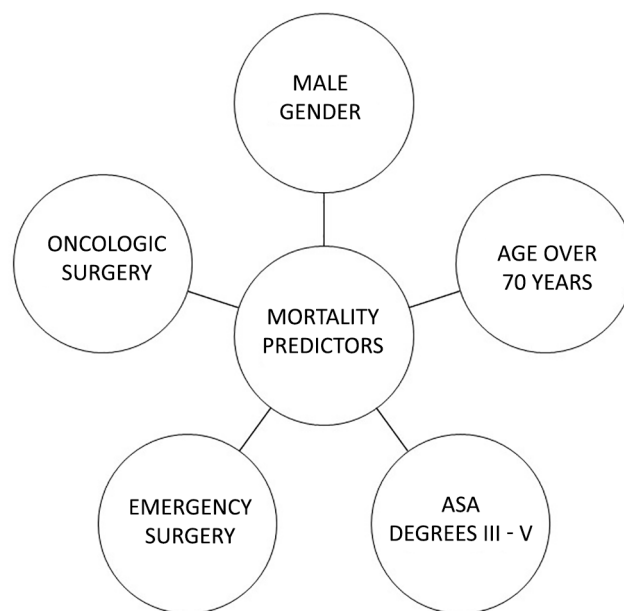 MALE
GENDER
ONCOLOGIC
SURGERY
AGE OVER
70 YEARS
MORTALITY
PREDICTORS
EMERGENCY
SURGERY
ASA
DEGREES III - V